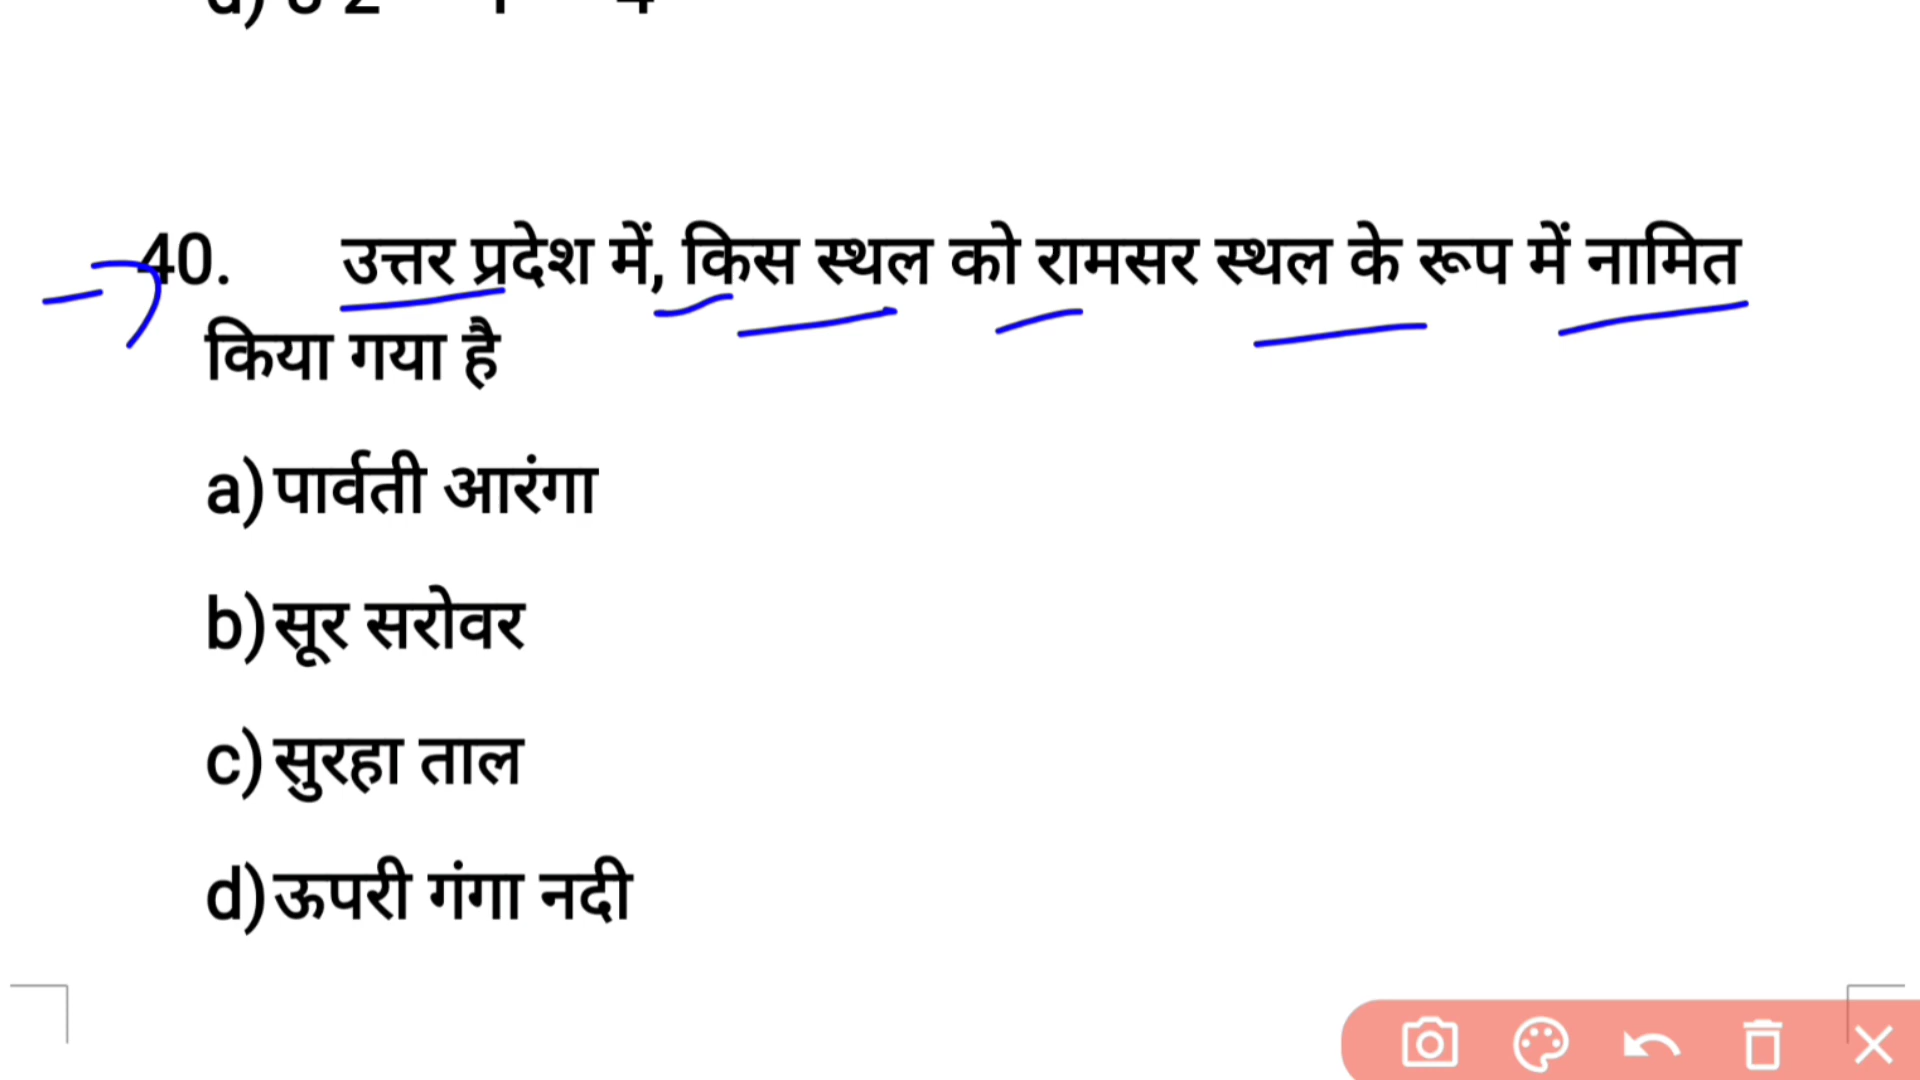 40. उत्तर प्रदेश में, किस स्थल को रामसर स्थल के रूप में नामित
किया गया है
a) पार्वती आरंगा
b) सूर सरोवर
c) सुरहा ताल
d) ऊपरी गंगा नदी